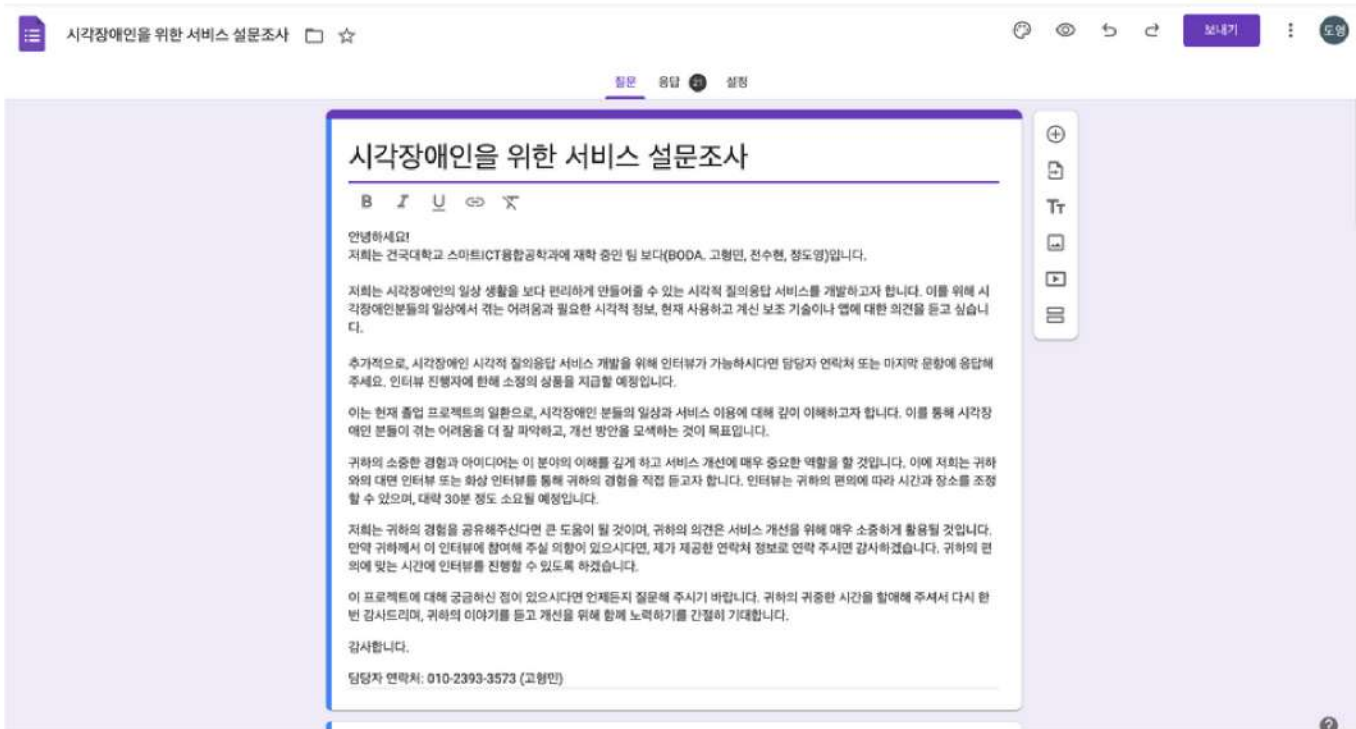 시각장애인을 위한 서비스 설문조사
보내기
도영
질문 응답 21 설정
시각장애인을 위한 서비스 설문조사
B I U
안녕하세요!
저희는 건국대학교 스마트ICT융합공학과에 재학 중인 팀 보다(BODA. 고형민, 전수현, 정도영)입니다.
저희는 시각장애인의 일상 생활을 보다 편리하게 만들어줄 수 있는 시각적 질의응답 서비스를 개발하고자 합니다. 이를 위해 시
각장애인분들의 일상에서 겪는 어려움과 필요한 시각적 정보, 현재 사용하고 계신 보조 기술이나 앱에 대한 의견을 듣고 싶습니
다.
추가적으로, 시각장애인 시각적 질의응답 서비스 개발을 위해 인터뷰가 가능하시다면 담당자 연락처 또는 마지막 문항에 응답해
주세요. 인터뷰 진행자에 한해 소정의 상품을 지급할 예정입니다.
이는 현재 졸업 프로젝트의 일환으로, 시각장애인 분들의 일상과 서비스 이용에 대해 깊이 이해하고자 합니다. 이를 통해 시각장
애인 분들이 겪는 어려움을 더 잘 파악하고, 개선 방안을 모색하는 것이 목표입니다.
귀하의 소중한 경험과 아이디어는 이 분야의 이해를 깊게 하고 서비스 개선에 매우 중요한 역할을 할 것입니다. 이에 저희는 귀하
와의 대면 인터뷰 또는 화상 인터뷰를 통해 귀하의 경험을 직접 듣고자 합니다. 인터뷰는 귀하의 편의에 따라 시간과 장소를 조정
할 수 있으며, 대략 30분 정도 소요될 예정입니다.
저희는 귀하의 경험을 공유해주신다면 큰 도움이 될 것이며, 귀하의 의견은 서비스 개선을 위해 매우 소중하게 활용될 것입니다.
만약 귀하께서 이 인터뷰에 참여해 주실 의향이 있으시다면, 제가 제공한 연락처 정보로 연락 주시면 감사하겠습니다. 귀하의 편
의에 맞는 시간에 인터뷰를 진행할 수 있도록 하겠습니다.
이 프로젝트에 대해 궁금하신 점이 있으시다면 언제든지 질문해 주시기 바랍니다. 귀하의 귀중한 시간을 할애해 주셔서 다시 한
번 감사드리며, 귀하의 이야기를 듣고 개선을 위해 함께 노력하기를 간절히 기대합니다.
감사합니다.
담당자 연락처: 010-2393-3573 (고형민)